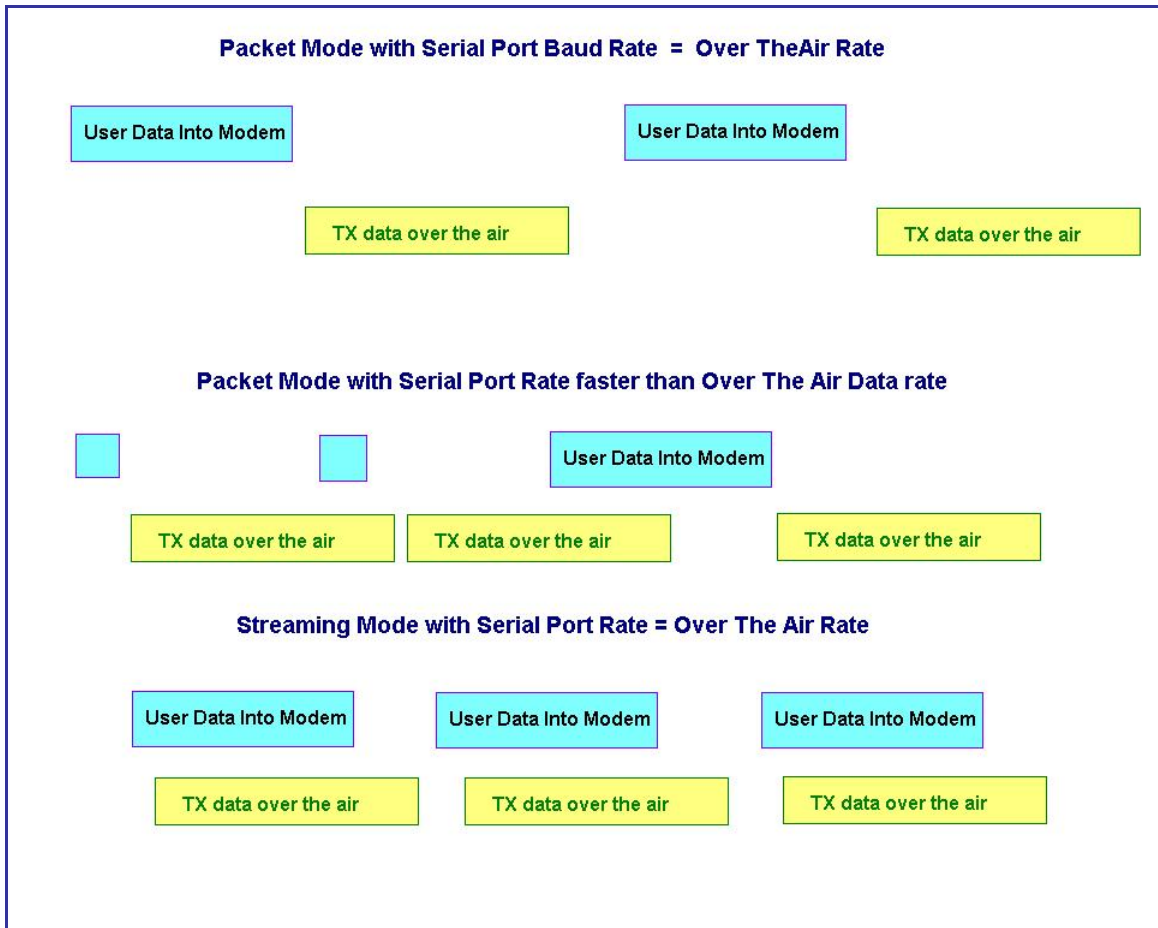 Packet Mode with Serial Port Baud Rate = Over TheAir Rate
User Data Into Modem
User Data Into Modem
TX data over the air
TX data over the air
Packet Mode with Serial Port Rate faster than Over The Air Data rate
User Data Into Modem
TX data over the air
TX data over the air
TX data over the air
Streaming Mode with Serial Port Rate = Over The Air Rate
User Data Into Modem
User Data Into Modem
User Data Into Modem
TX data over the air
TX data over the air
TX data over the air